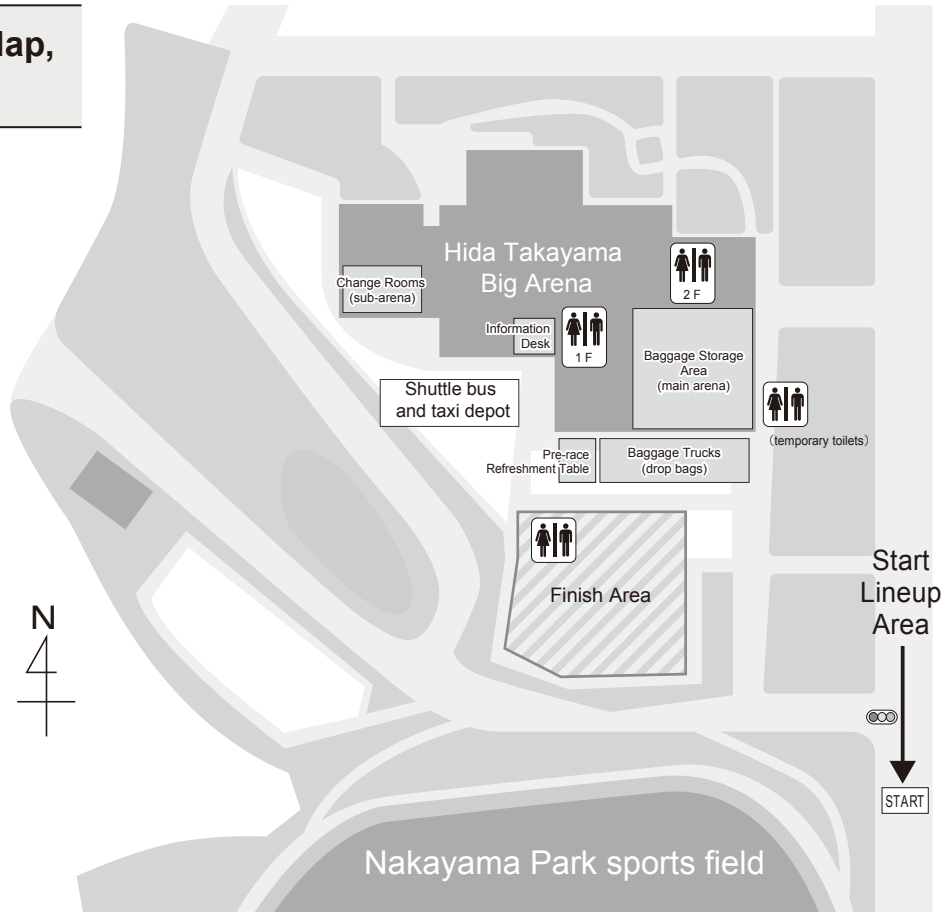 Hida Takayama
Big Arena
Change Rooms
(sub-arena)
2 F
Information
Desk
1 F
Baggage Storage
Area
(main arena)
Shuttle bus
and taxi depot
(temporary toilets)
Pre-race
Refreshment Table
Baggage Trucks
(drop bags)
Finish Area
Start
Lineup
Area
N
START
Nakayama Park sports field